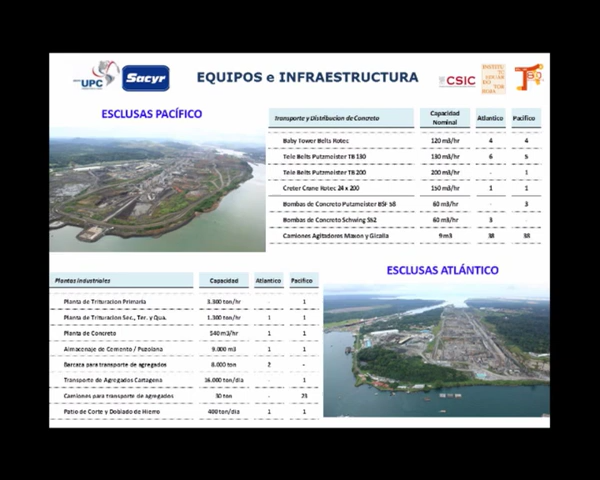 UPC
Sacyr
EQUIPOS e INFRAESTRUCTURA
CSIC
ESCLUSAS PACÍFICO
Transporte y Distribucion de Concreto Capacidad Nominal Atlantico Pacifico
Baby Tower Belts Rotec 120 m3/hr 4 4
Tele Belts Putzmeister TB 130 130 m3/hr 6 5
Tele Belts Putzmeister TB 200 200 m3/hr - 1
Creter Crane Rotec 24 x 200 150 m3/hr 1 1
Bombas de Concreto Putzmeister BSF 58 60 m3/hr - 3
Bombas de Concreto Schwing S52 60 m3/hr 3 -
Camiones Agitadores Maxon y Gicalla 9 m3 38 38
ESCLUSAS ATLÁNTICO
Plantas Industriales Capacidad Atlantico Pacifico
Planta de Trituracion Primaria 3.300 ton/hr - 1
Planta de Trituracion Sec., Ter. y Qua. 1.300 ton/hr 1 1
Planta de Concreto 540 m3/hr 1 1
Almacenaje de Cemento / Puzolana 9.000 m3 1 1
Barcaza para transporte de agregados 8.000 ton 2 -
Transporte de Agregados Cartagena 16.000 ton/dia - 1
Camiones para transporte de agregados 30 ton - 23
Patio de Corte y Doblado de Hierro 400 ton/dia 1 1